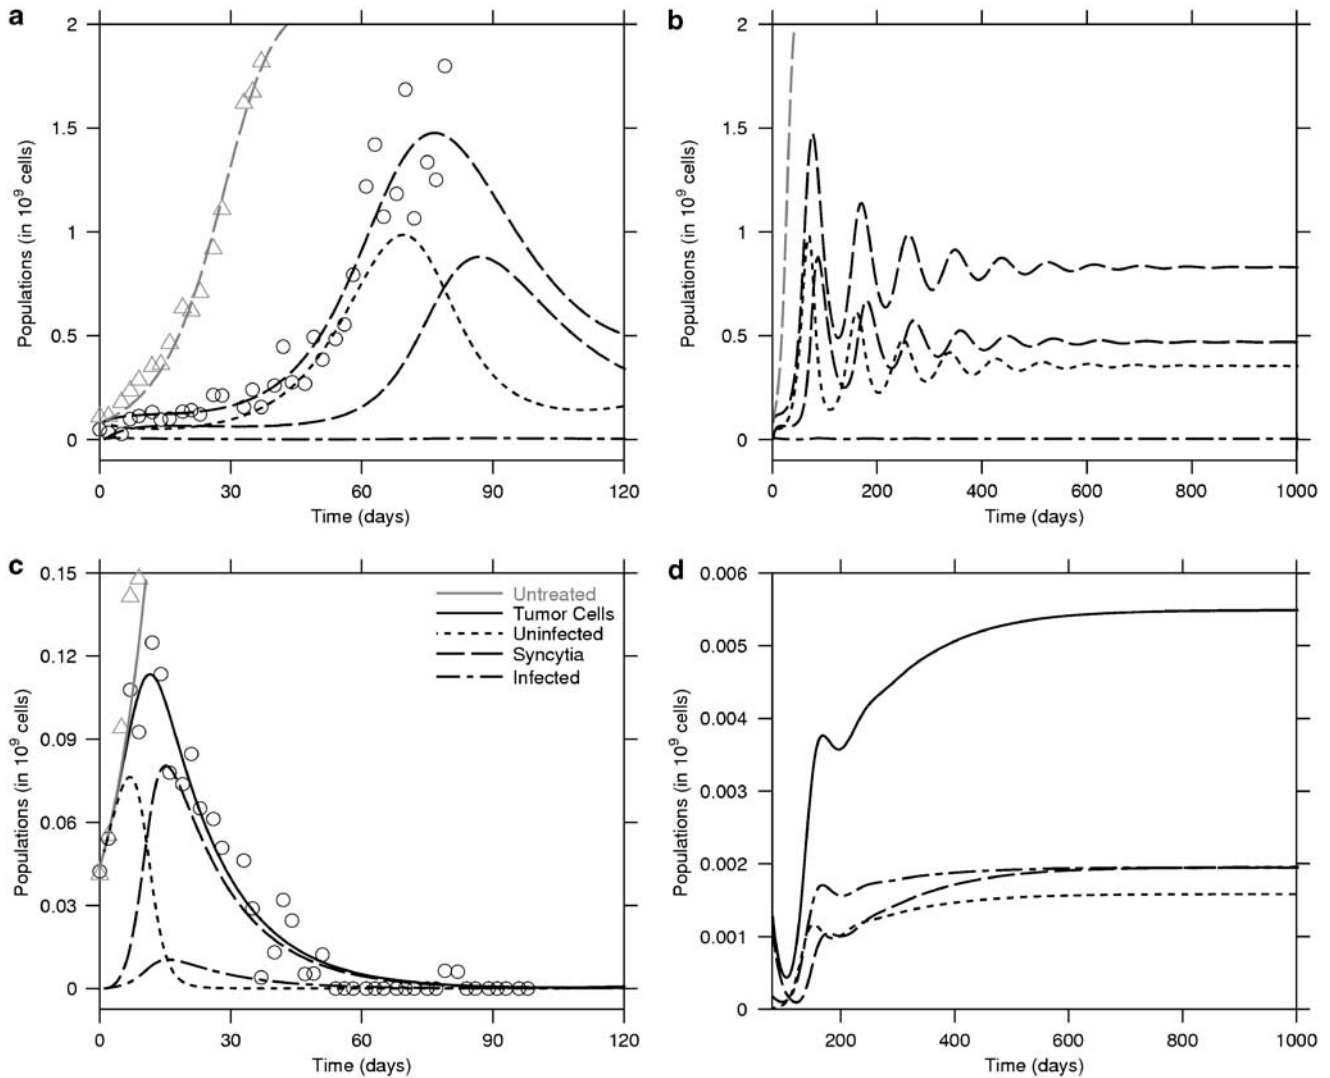 a
2
1.5
1
0.5
0
Populations (in 10⁹ cells)
0 30 60 90 120
Time (days)
b
2
1.5
1
0.5
0
Populations (in 10⁹ cells)
0 200 400 600 800 1000
Time (days)
c
0.15
0.12
0.09
0.06
0.03
0
Populations (in 10⁹ cells)
Untreated
Tumor Cells
Uninfected
Syncytia
Infected
0 30 60 90 120
Time (days)
d
0.006
0.005
0.004
0.003
0.002
0.001
0
Populations (in 10⁹ cells)
200 400 600 800 1000
Time (days)